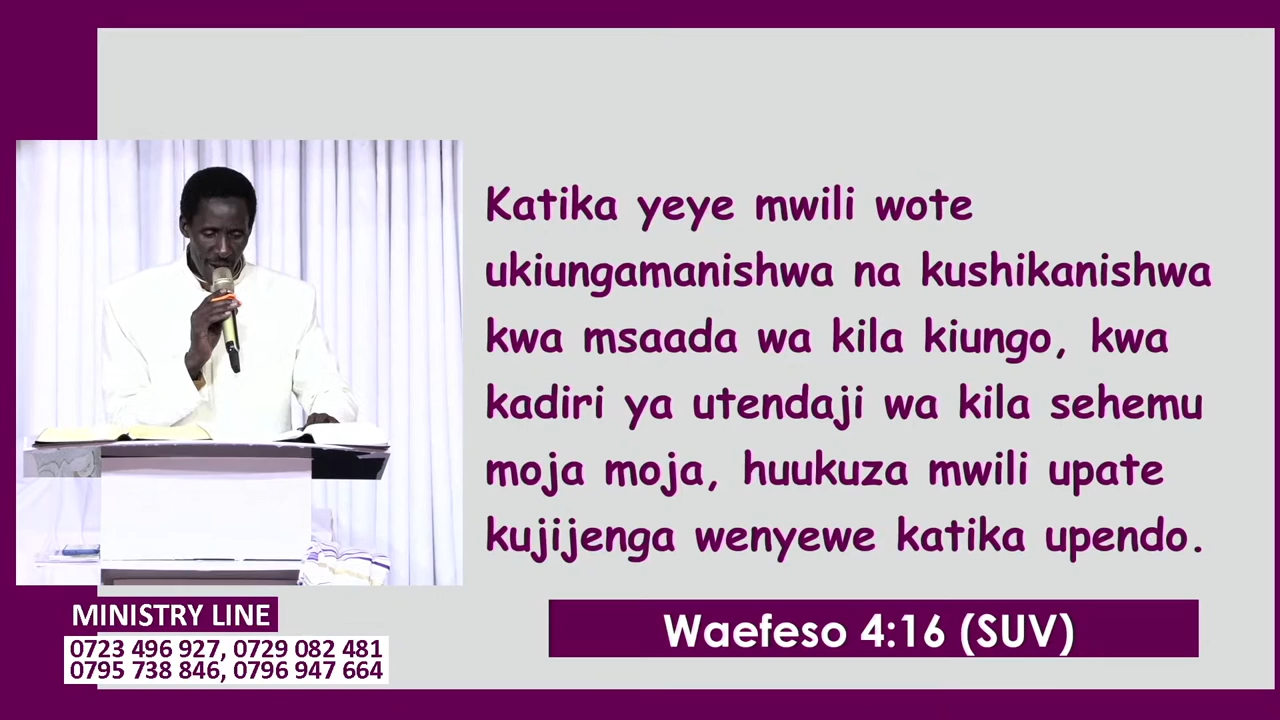 Katika yeye mwili wote
ukiungamanishwa na kushikanishwa
kwa msaada wa kila kiungo, kwa
kadiri ya utendaji wa kila sehemu
moja moja, huukuza mwili upate
kujijenga wenyewe katika upendo.
Waefeso 4:16 (SUV)
MINISTRY LINE
0723 496 927, 0729 082 481
0795 738 846, 0796 947 664